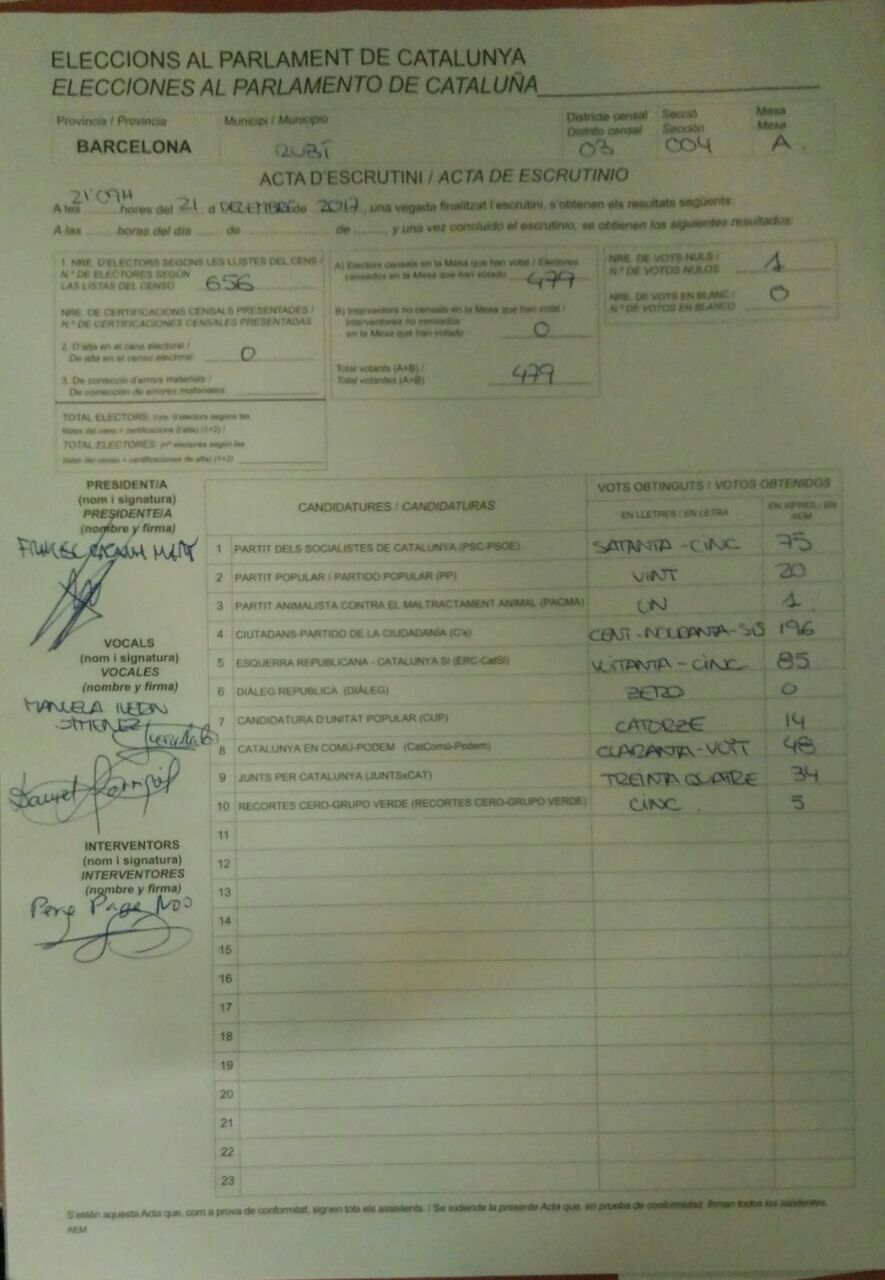 ELECCIONS AL PARLAMENT DE CATALUNYA
ELECCIONES AL PARLAMENTO DE CATALUÑA
Província / Provincia
BARCELONA
Municipi / Municipio
RUBÍ
Districte censal
Distrito censal
03
Secció
Sección
004
Mesa
Mesa
A
ACTA D'ESCRUTINI / ACTA DE ESCRUTINIO
21'09H
A les hores del 21 d DEZEMBRE de 2017, una vegada finalitzat l'escrutini, s'obtenen els resultats següents:
A las hores del día de de y una vez concluido el escrutinio, se obtienen los siguientes resultados:
1 NRE. D'ELECTORS SEGONS LES LLISTES DEL CENS /
N.º DE ELECTORES SEGÚN
LAS LISTAS DEL CENSO 656
NRE. DE CERTIFICACIONS CENSALS PRESENTADES /
N.º DE CERTIFICACIONES CENSALES PRESENTADAS
2. D'alta en el cens electoral /
De alta en el censo electoral: 0
3. De correcció d'errors materials /
De corrección de errores materiales:
TOTAL ELECTORS: (nre. d'electors segons les
llistes del cens + certificacions d'alta) (1+2) /
TOTAL ELECTORES: (nº electores según las
listas del censo + certificaciones de alta) (1+2)
A) Electors censats en la Mesa que han votat / Electores
censados en la Mesa que han votado 479
B) Interventors no censats en la Mesa que han votat /
Interventores no censados
en la Mesa que han votado 0
Total votants (A+B) /
Total votantes (A+B) 479
NRE. DE VOTS NULS /
N.º DE VOTOS NULOS 1
NRE. DE VOTS EN BLANC /
N.º DE VOTOS EN BLANCO 0
PRESIDENT/A
(nom i signatura)
PRESIDENTE/A
(nombre y firma)
VOCALS
(nom i signatura)
VOCALES
(nombre y firma)
MANUELA
JIMENEZ
INTERVENTORS
(nom i signatura)
INTERVENTORES
(nombre y firma)
CANDIDATURES / CANDIDATURAS
VOTS OBTINGUTS / VOTOS OBTENIDOS
EN LLETRES / EN LETRA
EN XIFRES / EN NÚM
1 PARTIT DELS SOCIALISTES DE CATALUNYA (PSC-PSOE) SATANTA-CINC 75
2 PARTIT POPULAR / PARTIDO POPULAR (PP) VINT 20
3 PARTIT ANIMALISTA CONTRA EL MALTRACTAMENT ANIMAL (PACMA) UN 1
4 CIUTADANS-PARTIDO DE LA CIUDADANÍA (C's) CENT-NOUANTA-SIS 196
5 ESQUERRA REPUBLICANA - CATALUNYA SÍ (ERC-CatSí) VUITANTA-CINC 85
6 DIÀLEG REPUBLICÀ (DIÀLEG) ZERO 0
7 CANDIDATURA D'UNITAT POPULAR (CUP) CATORZE 14
8 CATALUNYA EN COMÚ-PODEM (CatComú-Podem) QUARANTA-VUIT 48
9 JUNTS PER CATALUNYA (JUNTSxCAT) TREINTA QUATRE 34
10 RECORTES CERO-GRUPO VERDE (RECORTES CERO-GRUPO VERDE) CINC 5
11
12
13
14
15
16
17
18
19
20
21
22
23
S'estén aquesta Acta que, com a prova de conformitat, signen tots els assistents. / Se extiende la presente Acta que, en prueba de conformidad, firman todos los asistentes.
AEM